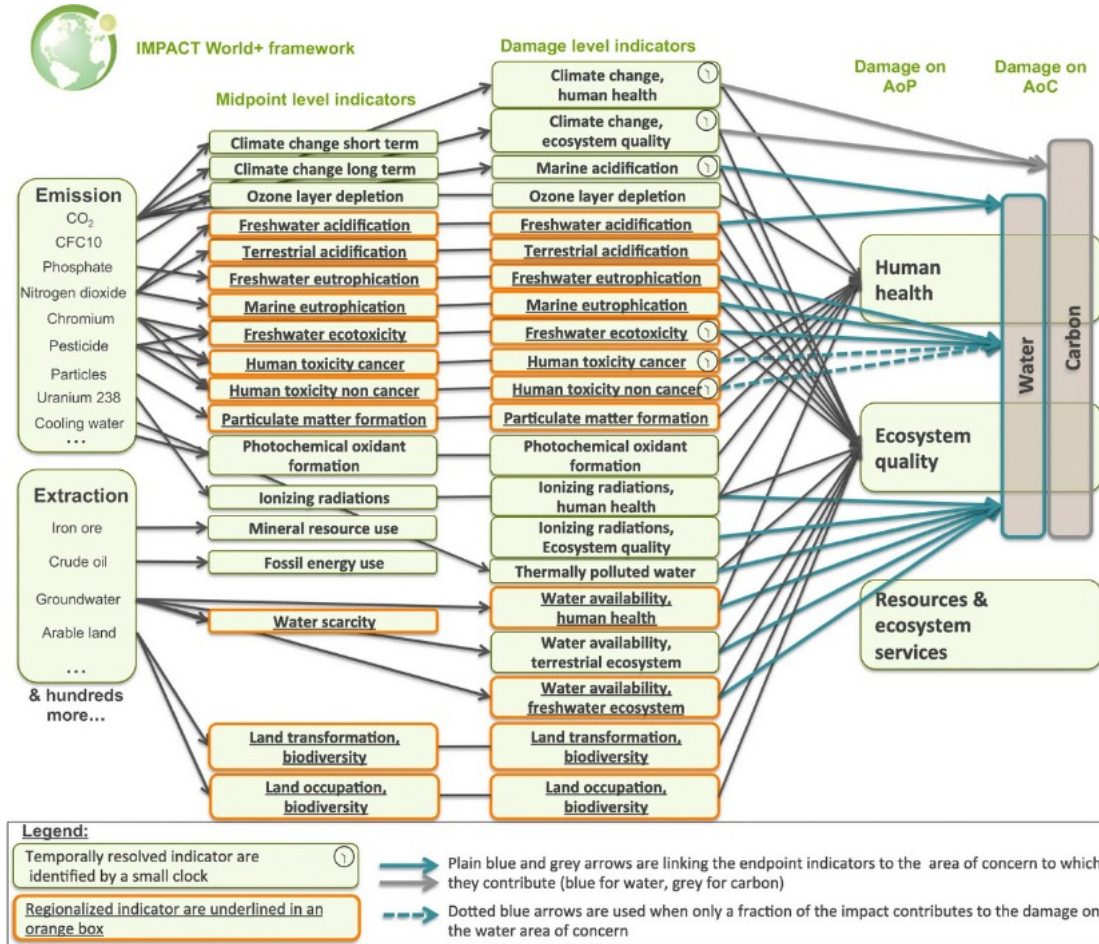 IMPACT World+ framework
Midpoint level indicators
Damage level indicators
Damage on
AoP
Damage on
AoC
Emission
CO2
CFC10
Phosphate
Nitrogen dioxide
Chromium
Pesticide
Particles
Uranium 238
Cooling water
...
Extraction
Iron ore
Crude oil
Groundwater
Arable land
...
& hundreds
more...
Climate change short term
Climate change long term
Ozone layer depletion
Freshwater acidification
Terrestrial acidification
Freshwater eutrophication
Marine eutrophication
Freshwater ecotoxicity
Human toxicity cancer
Human toxicity non cancer
Particulate matter formation
Photochemical oxidant
formation
Ionizing radiations
Mineral resource use
Fossil energy use
Water scarcity
Land transformation,
biodiversity
Land occupation,
biodiversity
Climate change,
human health
Climate change,
ecosystem quality
Marine acidification
Ozone layer depletion
Freshwater acidification
Terrestrial acidification
Freshwater eutrophication
Marine eutrophication
Freshwater ecotoxicity
Human toxicity cancer
Human toxicity non cancer
Particulate matter formation
Photochemical oxidant
formation
Ionizing radiations,
human health
Ionizing radiations,
Ecosystem quality
Thermally polluted water
Water availability,
human health
Water availability,
terrestrial ecosystem
Water availability,
freshwater ecosystem
Land transformation,
biodiversity
Land occupation,
biodiversity
Human
health
Ecosystem
quality
Resources &
ecosystem
services
Water
Carbon
Legend:
Temporally resolved indicator are
identified by a small clock
Regionalized indicator are underlined in an
orange box
Plain blue and grey arrows are linking the endpoint indicators to the area of concern to which
they contribute (blue for water, grey for carbon)
Dotted blue arrows are used when only a fraction of the impact contributes to the damage on
the water area of concern